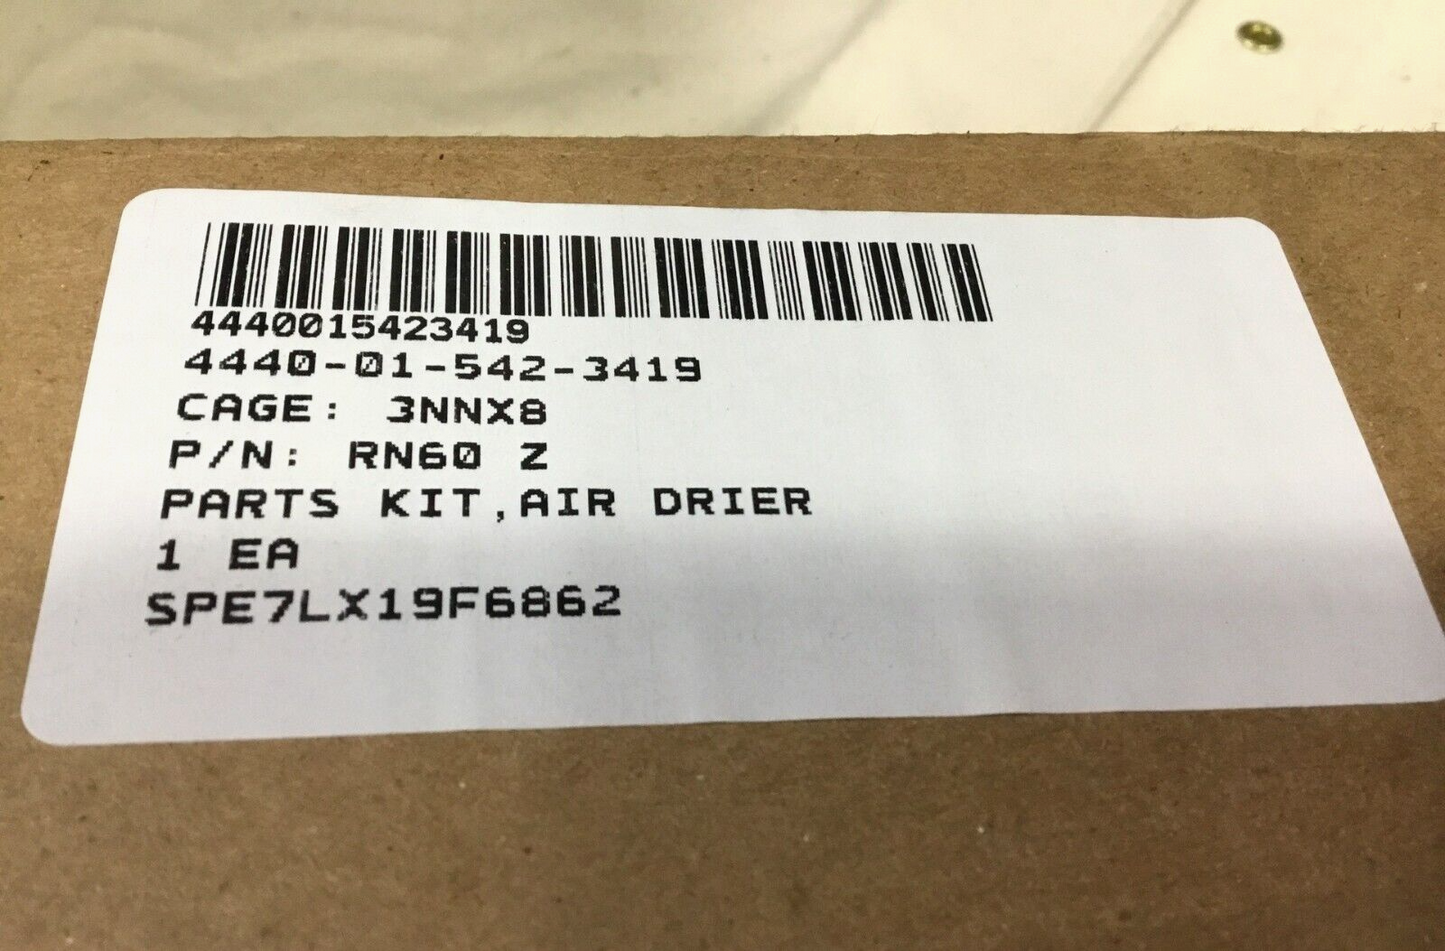 4440015423419
4440-01-542-3419
CAGE: 3NNX8
P/N: RN60 Z
PARTS KIT,AIR DRIER
1 EA
SPE7LX19F6862